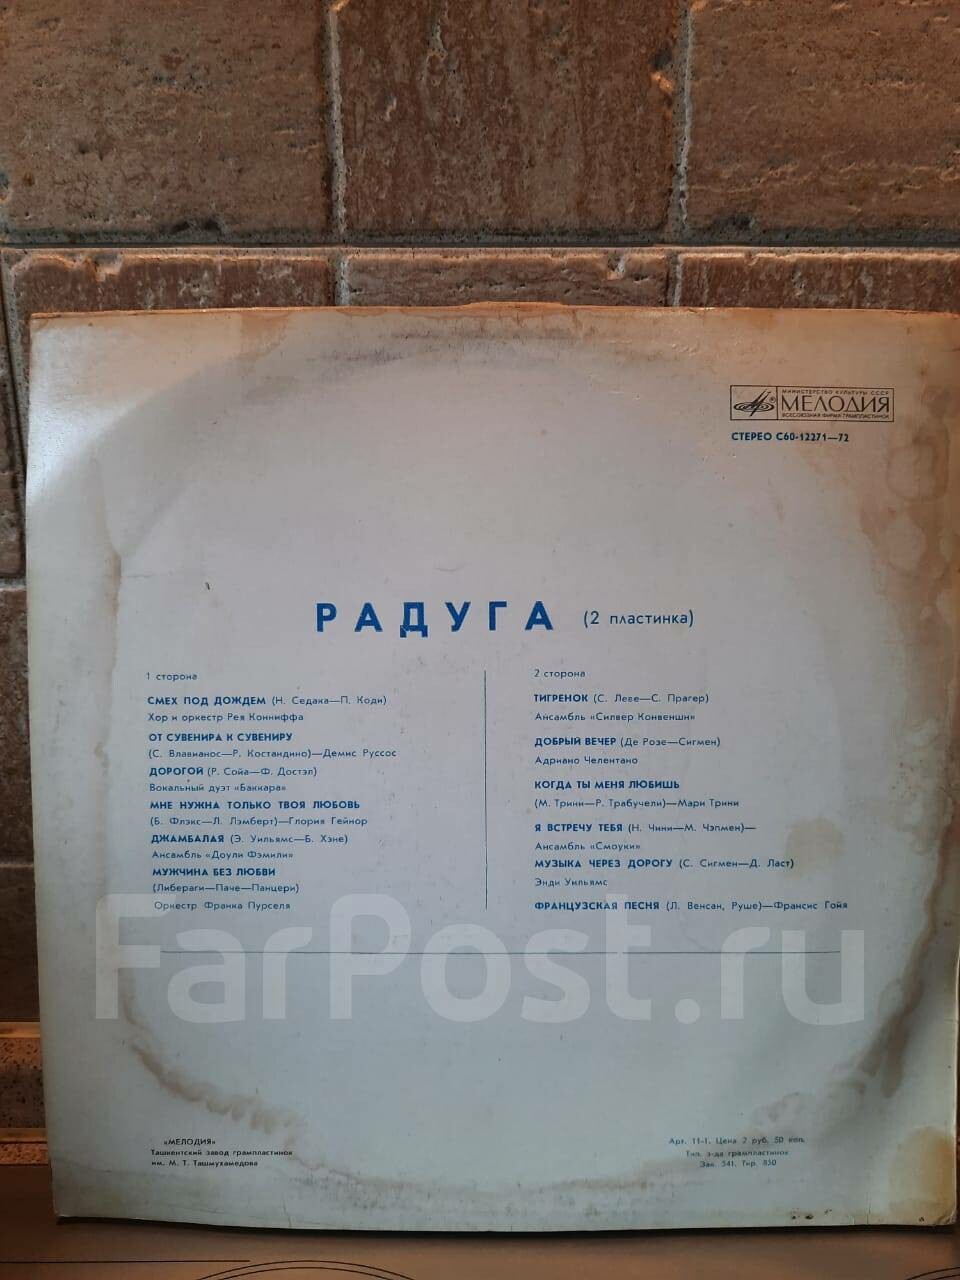 МИНИСТЕРСТВО КУЛЬТУРЫ СССР
МЕЛОДИЯ
ВСЕСОЮЗНАЯ ФИРМА ГРАМПЛАСТИНОК
СТЕРЕО С60-12271—72
РАДУГА (2 пластинка)
1 сторона
СМЕХ ПОД ДОЖДЕМ (Н. Седака—П. Коди)
Хор и оркестр Рея Конниффа
ОТ СУВЕНИРА К СУВЕНИРУ
(С. Влавианос—Р. Костандино)—Демис Руссос
ДОРОГОЙ (Р. Сойа—Ф. Достэл)
Вокальный дуэт «Баккара»
МНЕ НУЖНА ТОЛЬКО ТВОЯ ЛЮБОВЬ
(Б. Флэкс—Л. Лэмберт)—Глория Гейнор
ДЖАМБАЛАЯ (Э. Уильямс—Б. Хэне)
Ансамбль «Доули Фэмили»
МУЖЧИНА БЕЗ ЛЮБВИ
(Либераги—Паче—Панцери)
Оркестр Франка Пурселя
2 сторона
ТИГРЕНОК (С. Леве—С. Прагер)
Ансамбль «Силвер Конвеншн»
ДОБРЫЙ ВЕЧЕР (Де Розе—Сигмен)
Адриано Челентано
КОГДА ТЫ МЕНЯ ЛЮБИШЬ
(М. Трини—Р. Трабучели)—Мари Трини
Я ВСТРЕЧУ ТЕБЯ (Н. Чини—М. Чэпмен)—
Ансамбль «Смоуки»
МУЗЫКА ЧЕРЕЗ ДОРОГУ (С. Сигмен—Д. Ласт)
Энди Уильямс
ФРАНЦУЗСКАЯ ПЕСНЯ (Л. Венсан, Руше)—Франсис Гойя
FarPost.ru
«МЕЛОДИЯ»
Ташкентский завод грампластинок
им. М. Т. Ташмухамедова
Арт. 11-1. Цена 2 руб. 50 коп.
Тип. з-да грампластинок
Зак. 541. Тир. 850